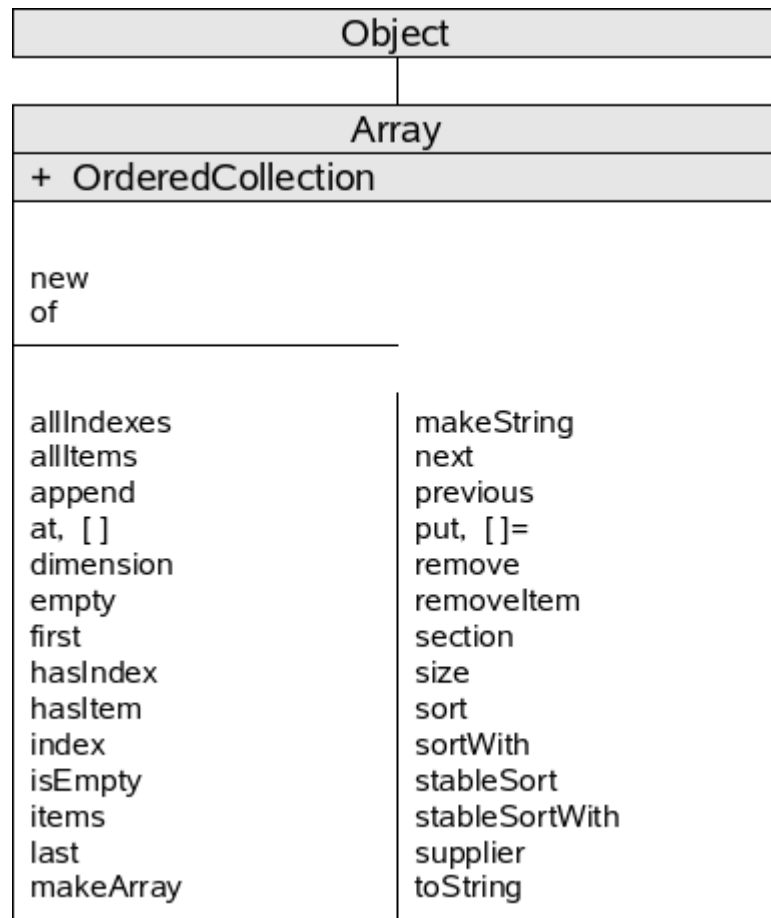 Object
Array
+ OrderedCollection
new
of
allIndexes
allItems
append
at, []
dimension
empty
first
hasIndex
hasItem
index
isEmpty
items
last
makeArray
makeString
next
previous
put, []=
remove
removeItem
section
size
sort
sortWith
stableSort
stableSortWith
supplier
toString